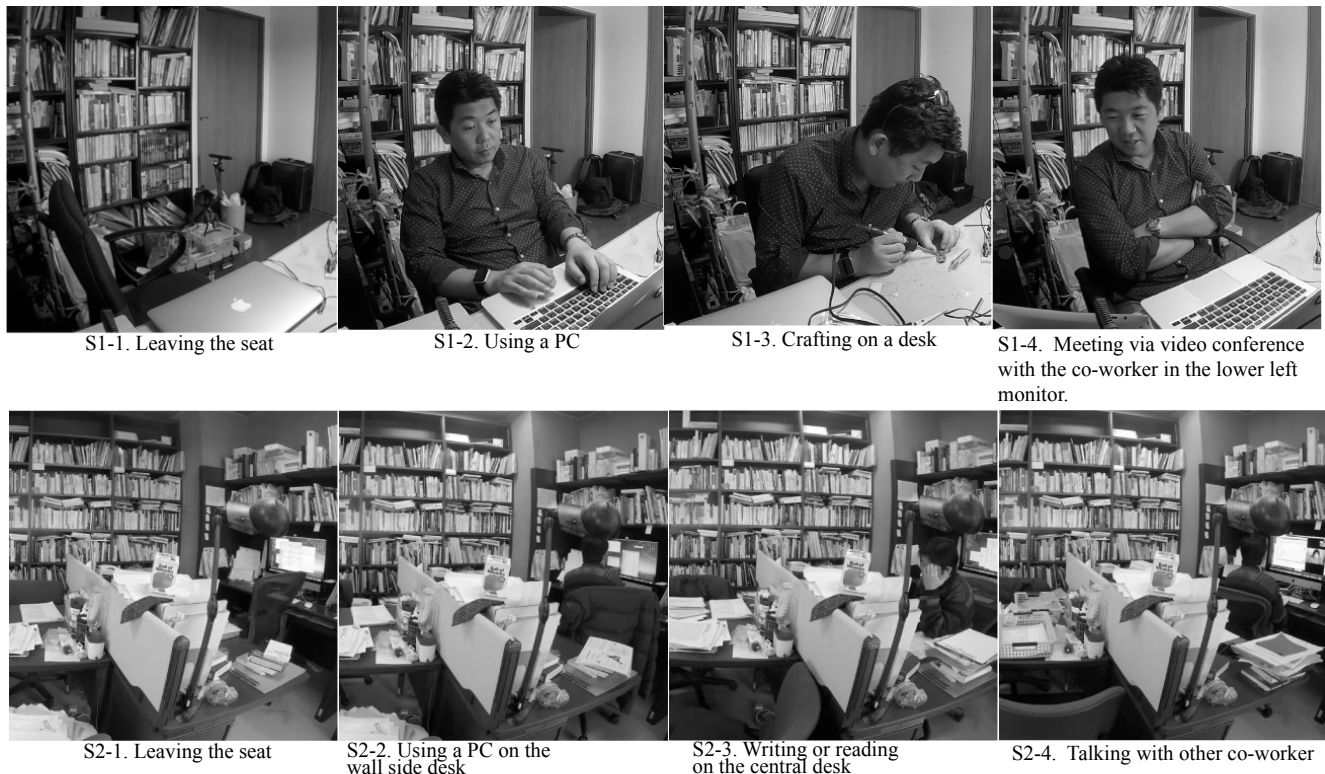 S1-1. Leaving the seat
S1-2. Using a PC
S1-3. Crafting on a desk
S1-4. Meeting via video conference
with the co-worker in the lower left
monitor.
S2-1. Leaving the seat
S2-2. Using a PC on the
wall side desk
S2-3. Writing or reading
on the central desk
S2-4. Talking with other co-worker